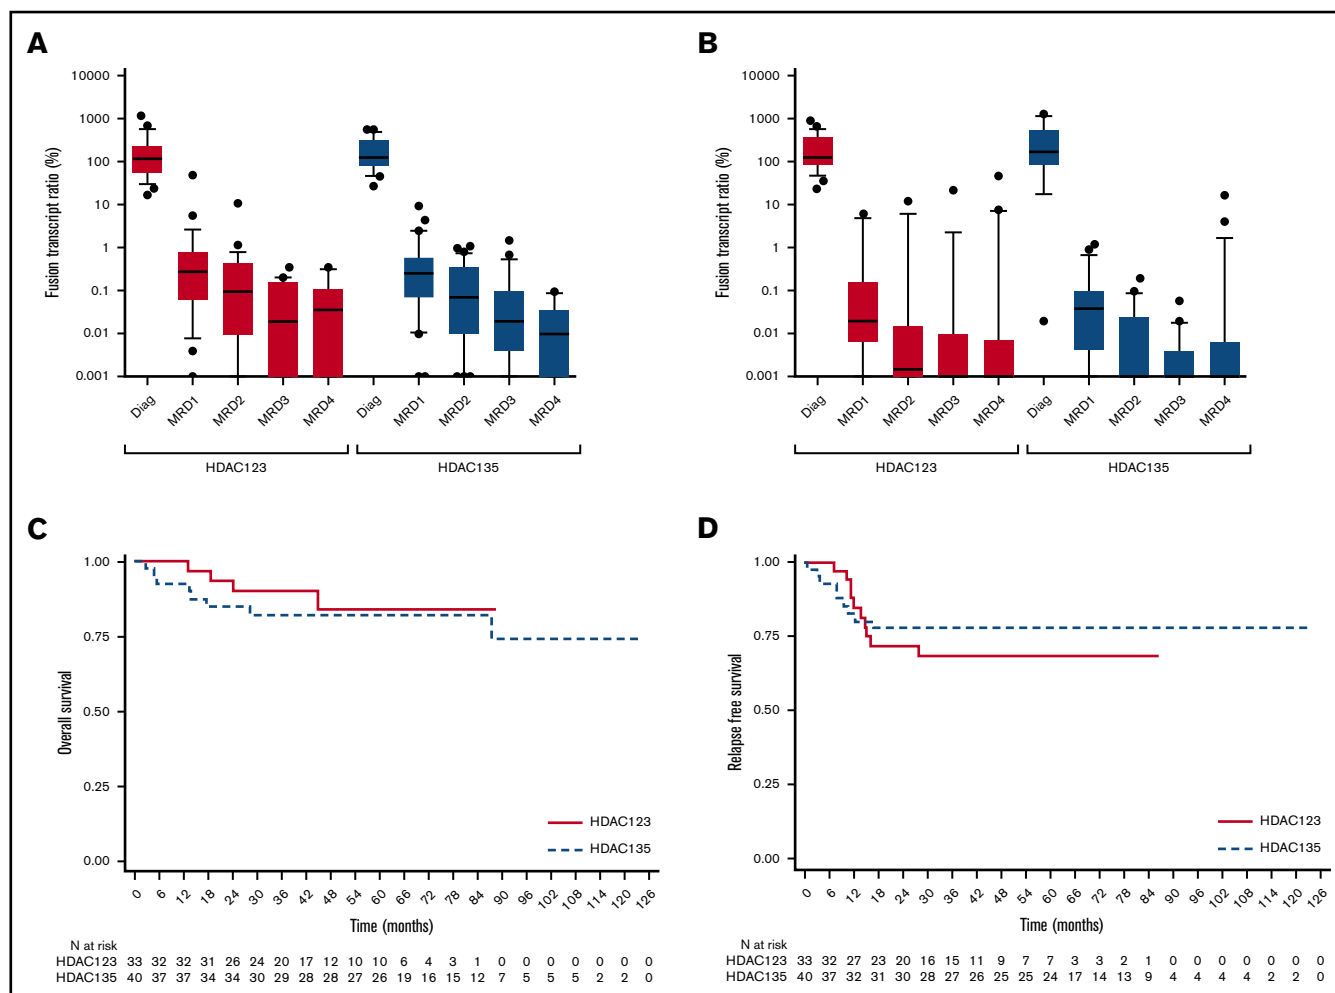 A
Fusion transcript ratio (%)
10000
1000
100
10
1
0.1
0.01
0.001
Diag MRD1 MRD2 MRD3 MRD4 Diag MRD1 MRD2 MRD3 MRD4
HDAC123 HDAC135
B
Fusion transcript ratio (%)
10000
1000
100
10
1
0.1
0.01
0.001
Diag MRD1 MRD2 MRD3 MRD4 Diag MRD1 MRD2 MRD3 MRD4
HDAC123 HDAC135
C
Overall survival
1.00
0.75
0.50
0.25
0.00
HDAC123
HDAC135
0 6 12 18 24 30 36 42 48 54 60 66 72 78 84 90 96 102 108 114 120 126
Time (months)
N at risk
HDAC123 33 32 32 31 26 24 20 17 12 10 10 6 4 3 1 0 0 0 0 0 0 0
HDAC135 40 37 37 34 34 30 29 28 28 27 26 19 16 15 12 7 5 5 5 2 2 0
D
Relapse free survival
1.00
0.75
0.50
0.25
0.00
HDAC123
HDAC135
0 6 12 18 24 30 36 42 48 54 60 66 72 78 84 90 96 102 108 114 120 126
Time (months)
N at risk
HDAC123 33 32 27 23 20 16 15 11 9 7 7 3 3 2 1 0 0 0 0 0 0 0
HDAC135 40 37 32 31 30 28 27 26 25 25 24 17 14 13 9 4 4 4 4 2 2 0